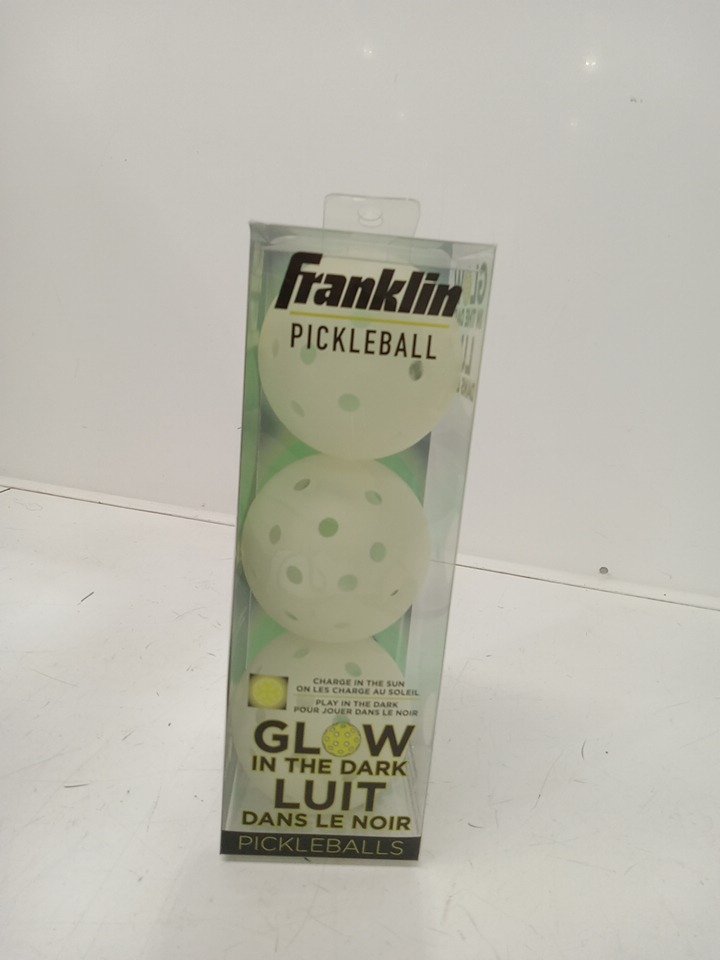 Franklin
PICKLEBALL
CHARGE IN THE SUN
ON LES CHARGE AU SOLEIL
PLAY IN THE DARK
POUR JOUER DANS LE NOIR
GLOW
IN THE DARK
LUIT
DANS LE NOIR
PICKLEBALLS